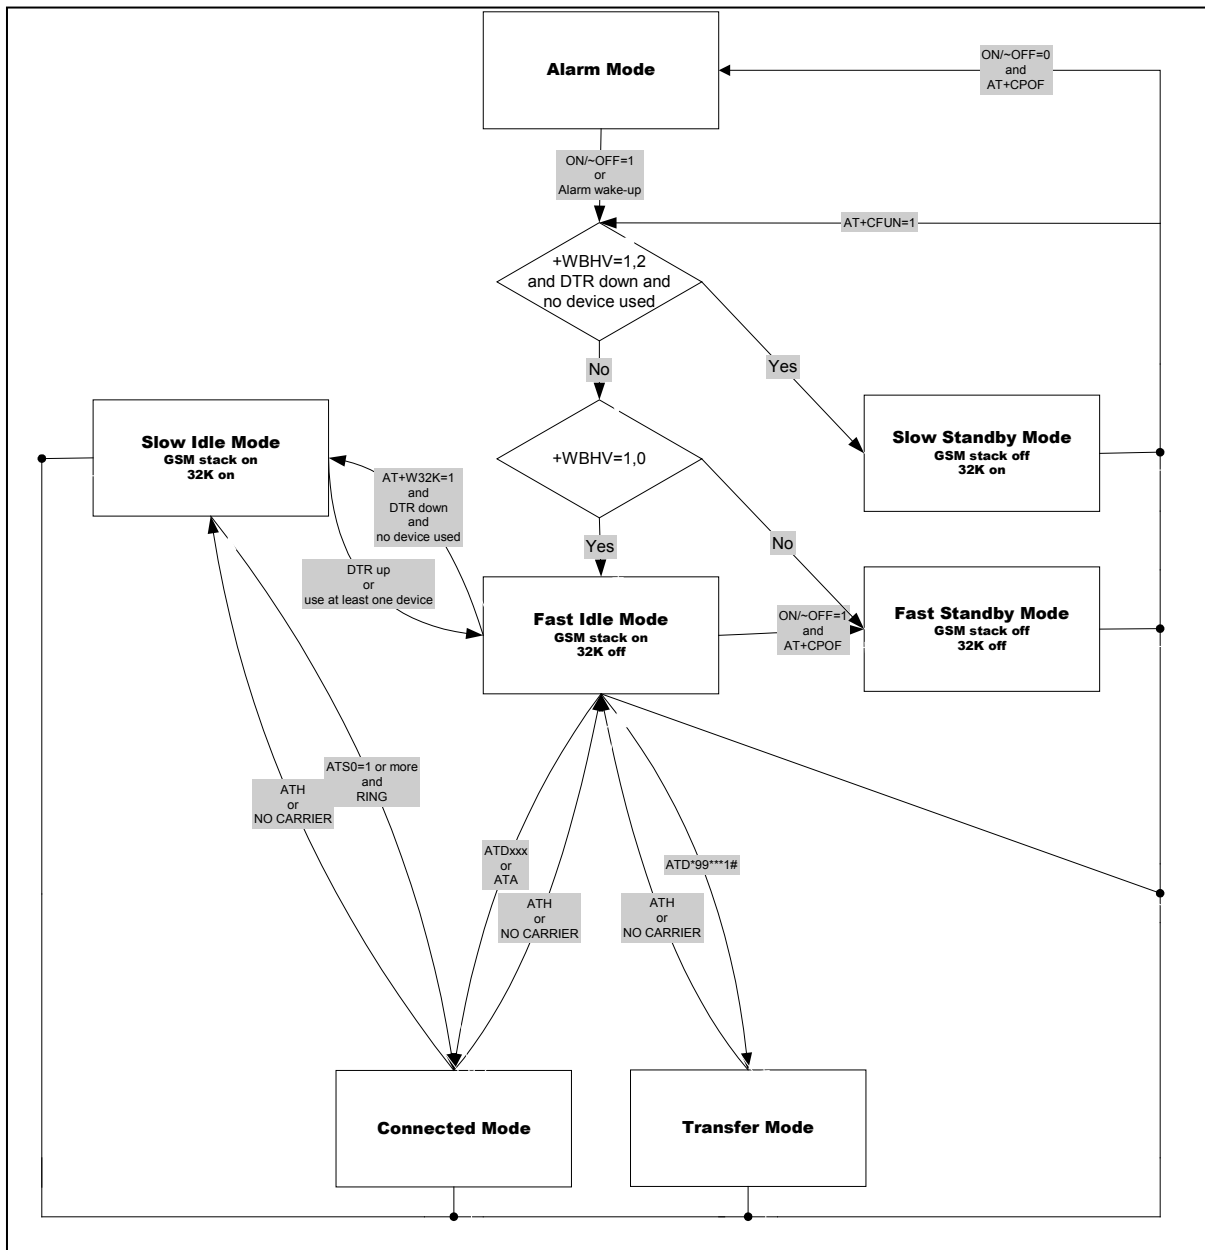 Alarm Mode
ON/~OFF=0
and
AT+CPOF
ON/~OFF=1
or
Alarm wake-up
AT+CFUN=1
+WBHV=1,2
and DTR down and
no device used
Yes
No
Slow Idle Mode
GSM stack on
32K on
AT+W32K=1
and
DTR down
and
no device used
+WBHV=1,0
Slow Standby Mode
GSM stack off
32K on
Yes
No
DTR up
or
use at least one device
Fast Idle Mode
GSM stack on
32K off
ON/~OFF=1
and
AT+CPOF
Fast Standby Mode
GSM stack off
32K off
ATS0=1 or more
and
RING
ATH
or
NO CARRIER
ATDxxx
or
ATA
ATD*99***1#
ATH
or
NO CARRIER
ATH
or
NO CARRIER
Connected Mode
Transfer Mode